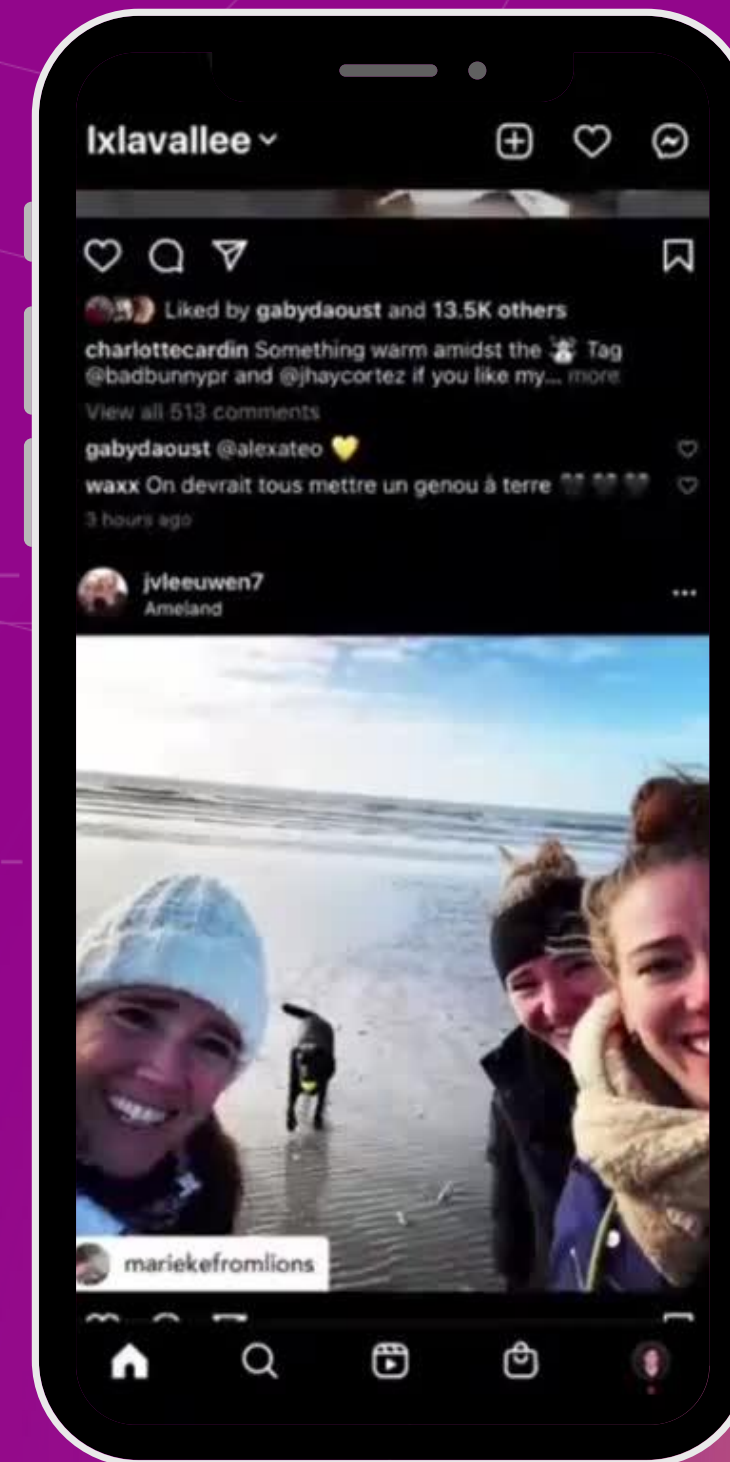 lxlavallee
Liked by gabydaoust and 13.5K others
charlottecardin Something warm amidst the ☃️ Tag
@badbunnypr and @jhaycortez if you like my... more
View all 513 comments
gabydaoust @alexateo 💛
waxx On devrait tous mettre un genou à terre 🖤🖤🖤
3 hours ago
jvleeuwen7
Ameland
mariekefromlions